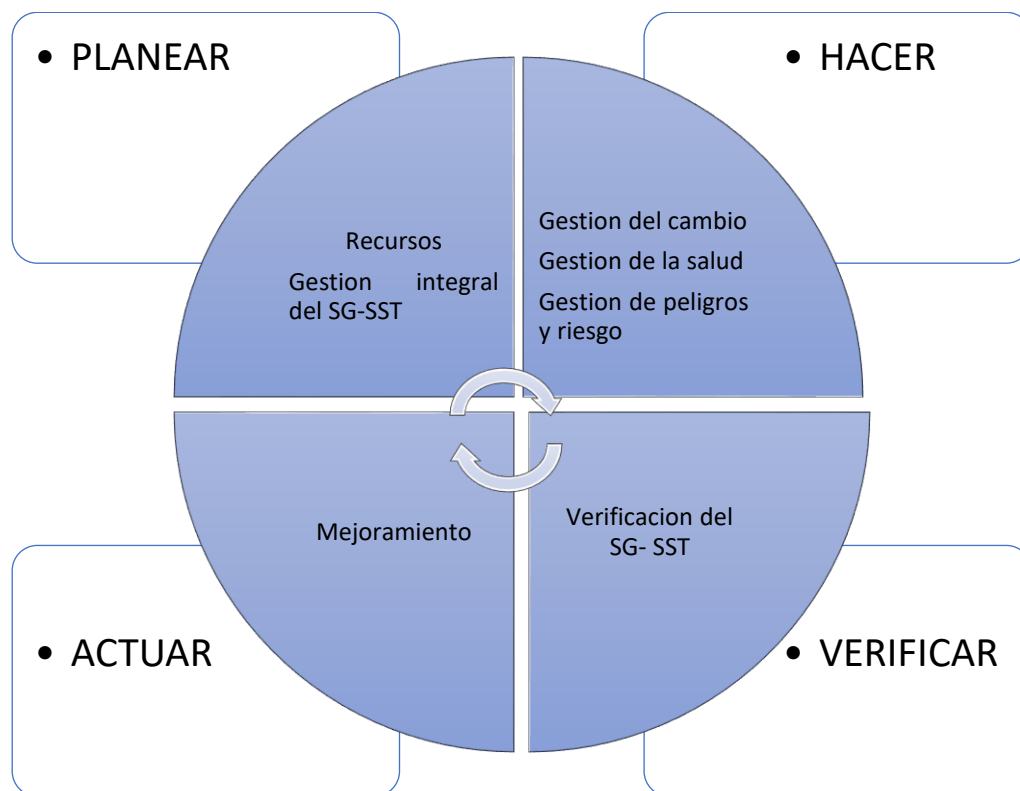 • PLANEAR
• HACER
Recursos
Gestion integral
del SG-SST
Gestion del cambio
Gestion de la salud
Gestion de peligros
y riesgo
Mejoramiento
Verificacion del
SG- SST
• ACTUAR
• VERIFICAR